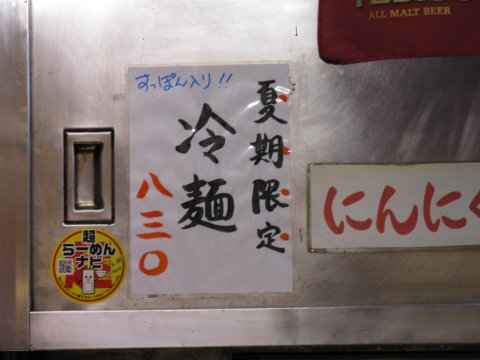 ALL MALT BEER
すっぽん入り!!
夏期限定
冷麺
八三〇
にんにく
超
らーめん
ナビ